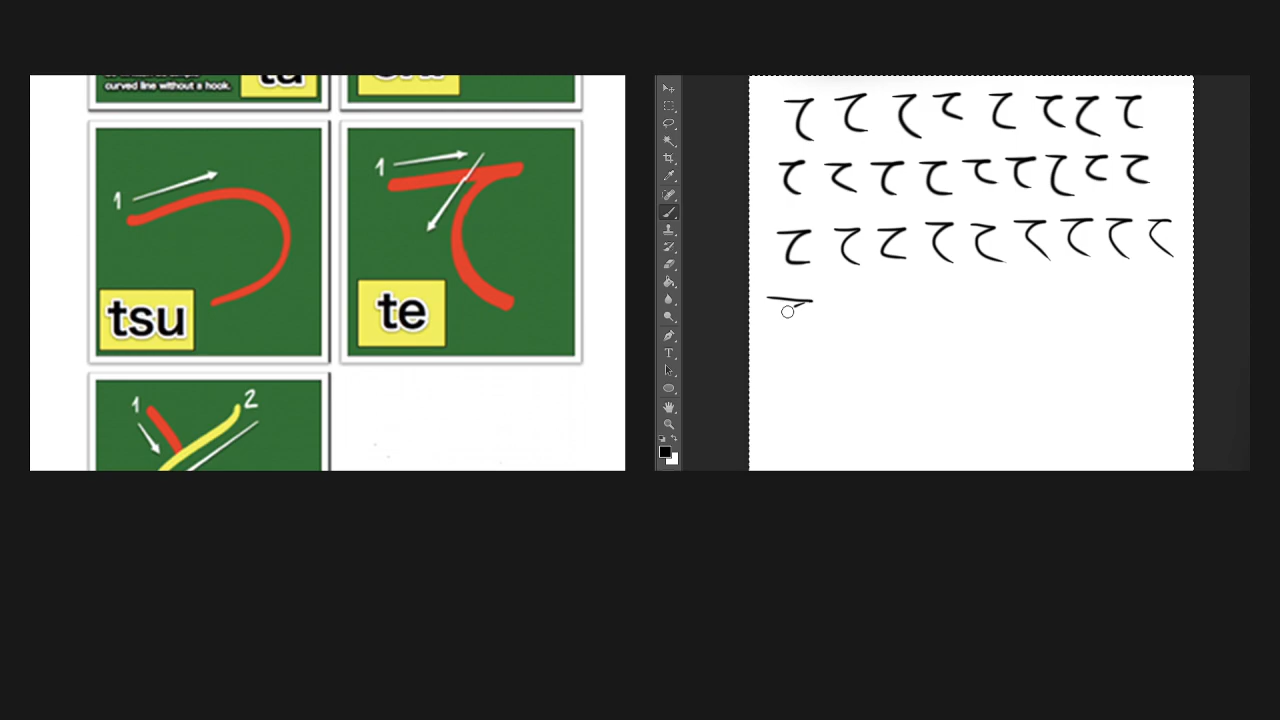 curved line without a hook.
ta
1
tsu
1
te
1 2
て て て て て て て て
て て て て て て て て て
て て て て て て て て て